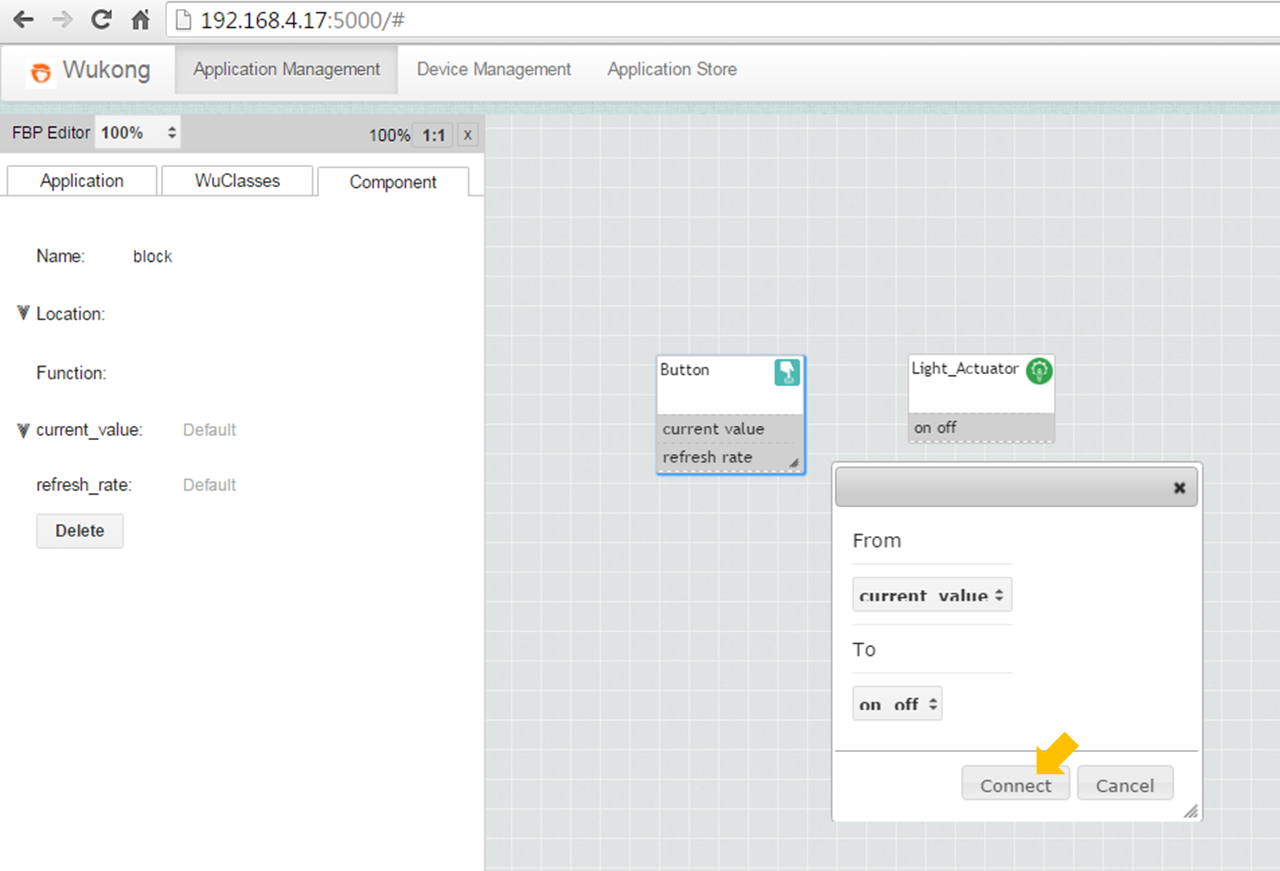 192.168.4.17:5000/#
Wukong Application Management Device Management Application Store
FBP Editor 100% 100% 1:1 x
Application WuClasses Component
Name: block
Location:
Function:
current_value: Default
refresh_rate: Default
Delete
Button
current value
refresh rate
Light_Actuator
on off
From
current_value
To
on_off
Connect Cancel